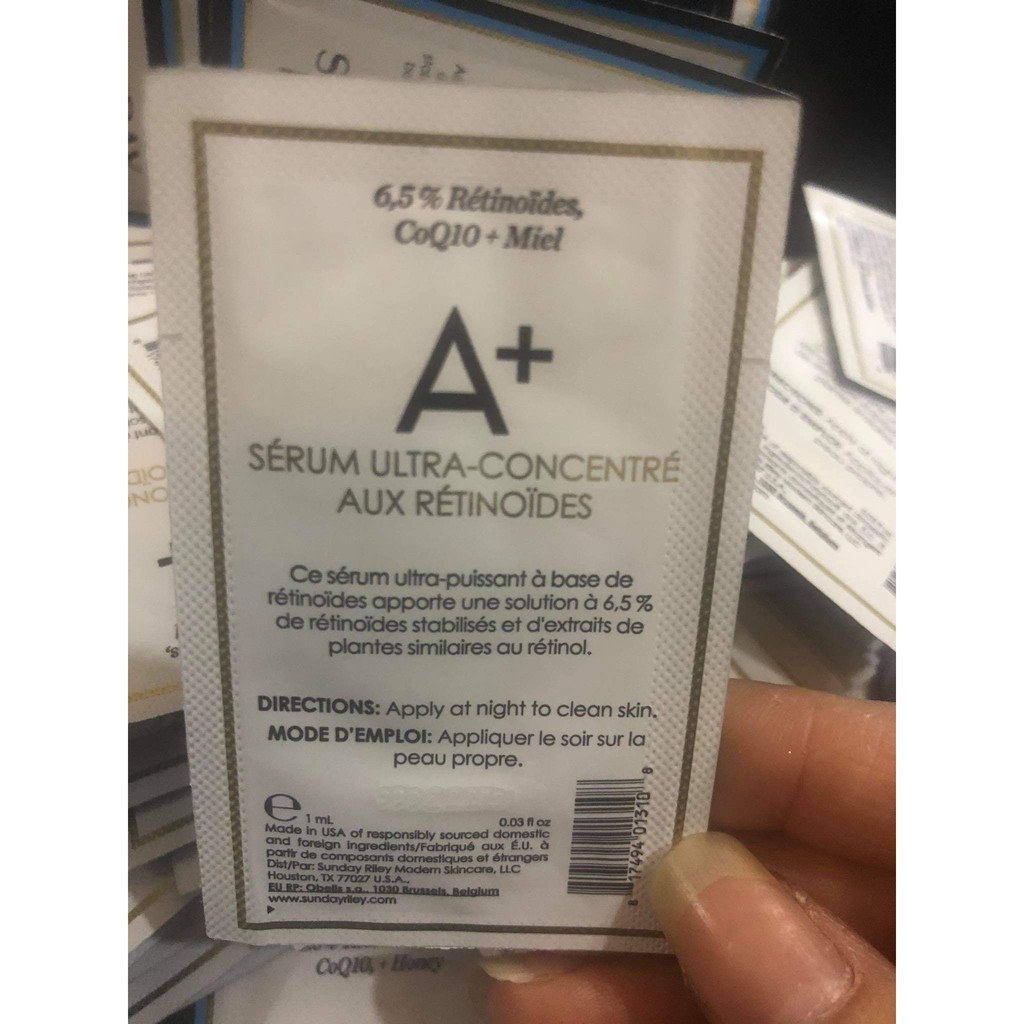 6,5 % Rétinoïdes,
CoQ10 + Miel
A+
SÉRUM ULTRA-CONCENTRÉ
AUX RÉTINOÏDES
Ce sérum ultra-puissant à base de
rétinoïdes apporte une solution à 6,5 %
de rétinoïdes stabilisés et d'extraits de
plantes similaires au rétinol.
DIRECTIONS: Apply at night to clean skin.
MODE D'EMPLOI: Appliquer le soir sur la
peau propre.
e 1 mL 0.03 fl oz
Made in USA of responsibly sourced domestic
and foreign ingredients/Fabriqué aux É.U. à
partir de composants domestiques et étrangers
Dist/Par: Sunday Riley Modern Skincare, LLC
Houston, TX 77027 U.S.A.,
EU RP: Obelis s.a., 1030 Brussels, Belgium
www.sundayriley.com
8 17494 01310 8
CoQ10, + Honey